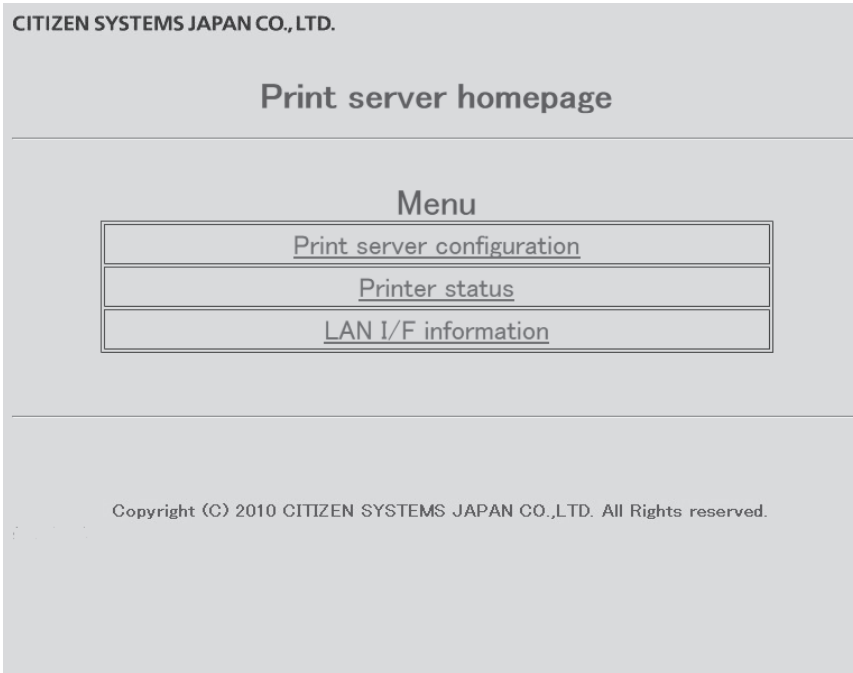 CITIZEN SYSTEMS JAPAN CO., LTD.
Print server homepage
Menu
Print server configuration
Printer status
LAN I/F information
Copyright (C) 2010 CITIZEN SYSTEMS JAPAN CO.,LTD. All Rights reserved.